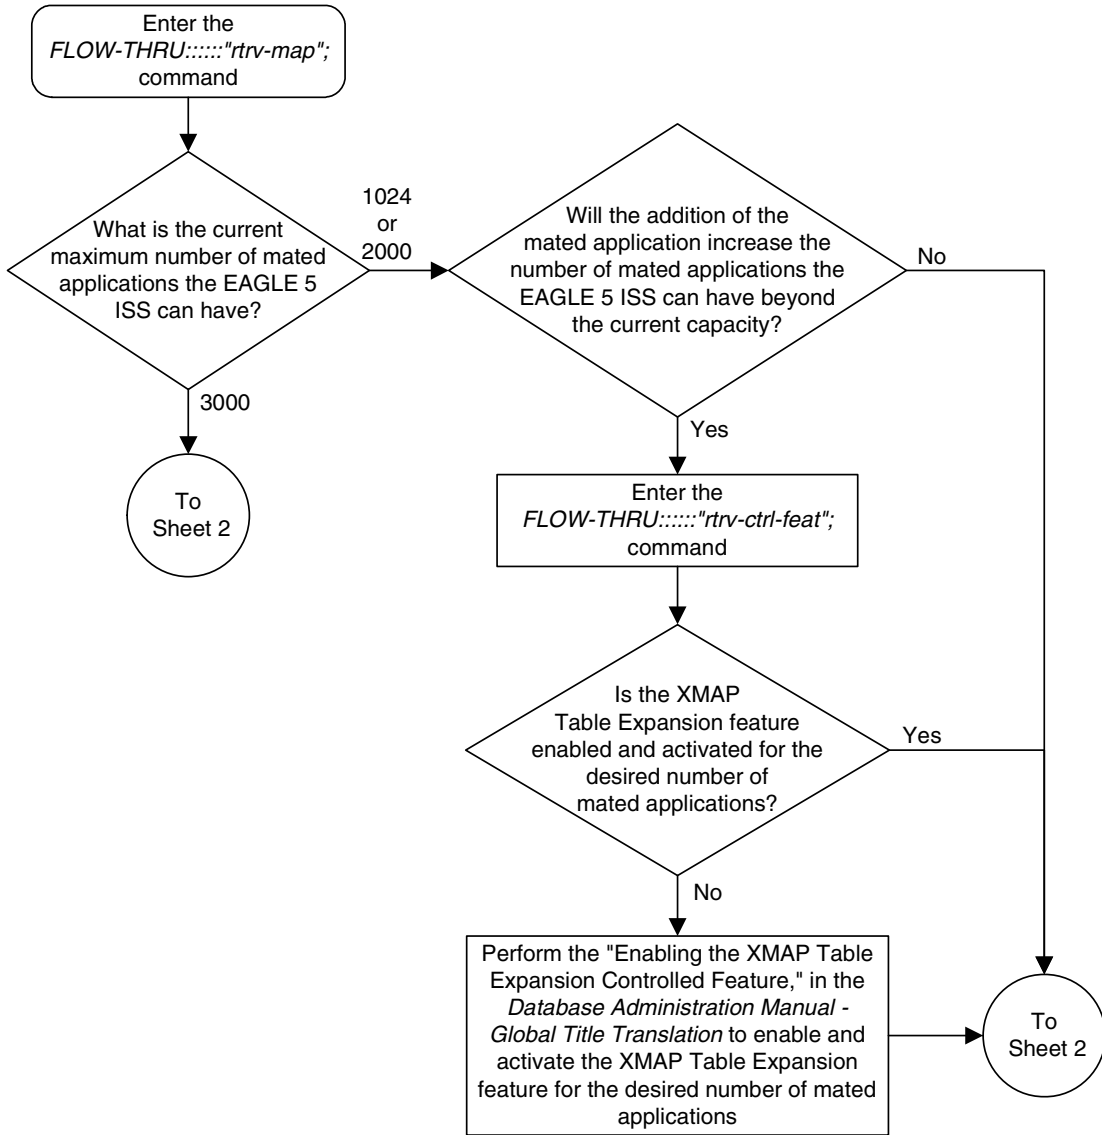 Enter the
FLOW-THRU::::::"rtrv-map";
command
What is the current
maximum number of mated
applications the EAGLE 5
ISS can have?
1024
or
2000
3000
To
Sheet 2
Will the addition of the
mated application increase the
number of mated applications the
EAGLE 5 ISS can have beyond
the current capacity?
No
Yes
Enter the
FLOW-THRU::::::"rtrv-ctrl-feat";
command
Is the XMAP
Table Expansion feature
enabled and activated for the
desired number of
mated applications?
Yes
No
Perform the "Enabling the XMAP Table
Expansion Controlled Feature," in the
Database Administration Manual -
Global Title Translation to enable and
activate the XMAP Table Expansion
feature for the desired number of mated
applications
To
Sheet 2